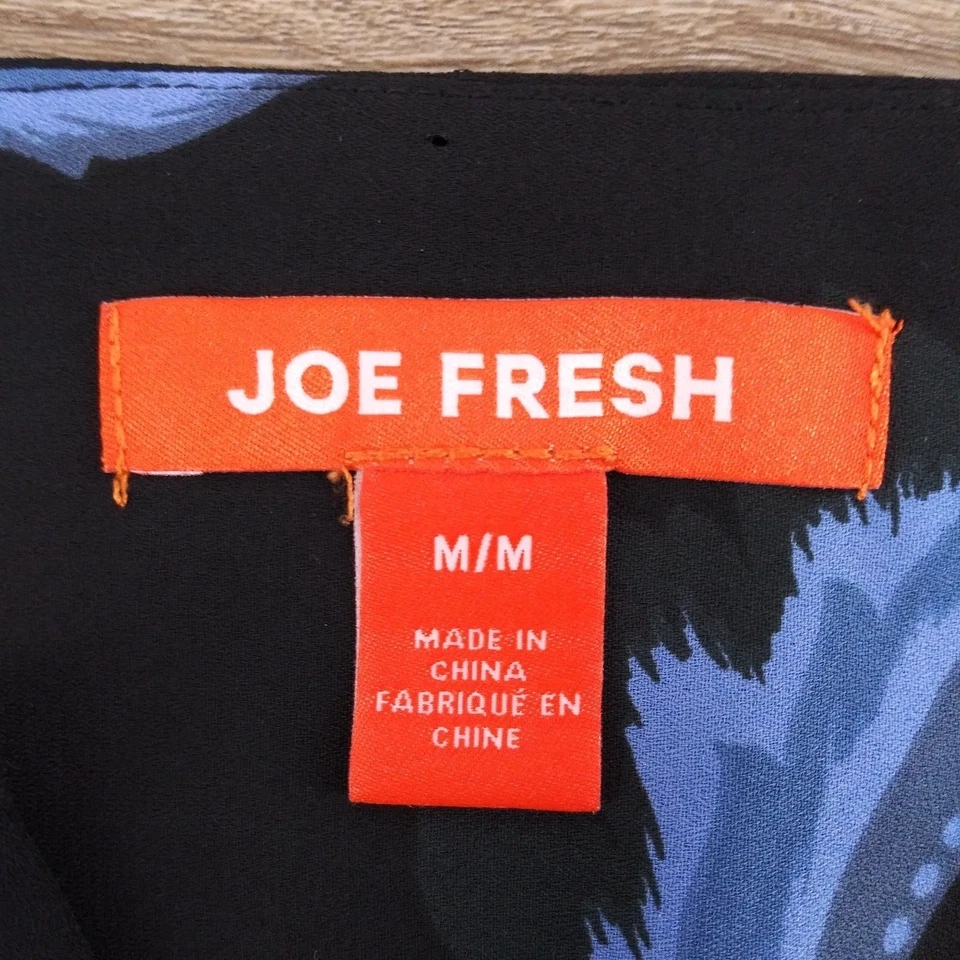 JOE FRESH
M/M
MADE IN
CHINA
FABRIQUÉ EN
CHINE